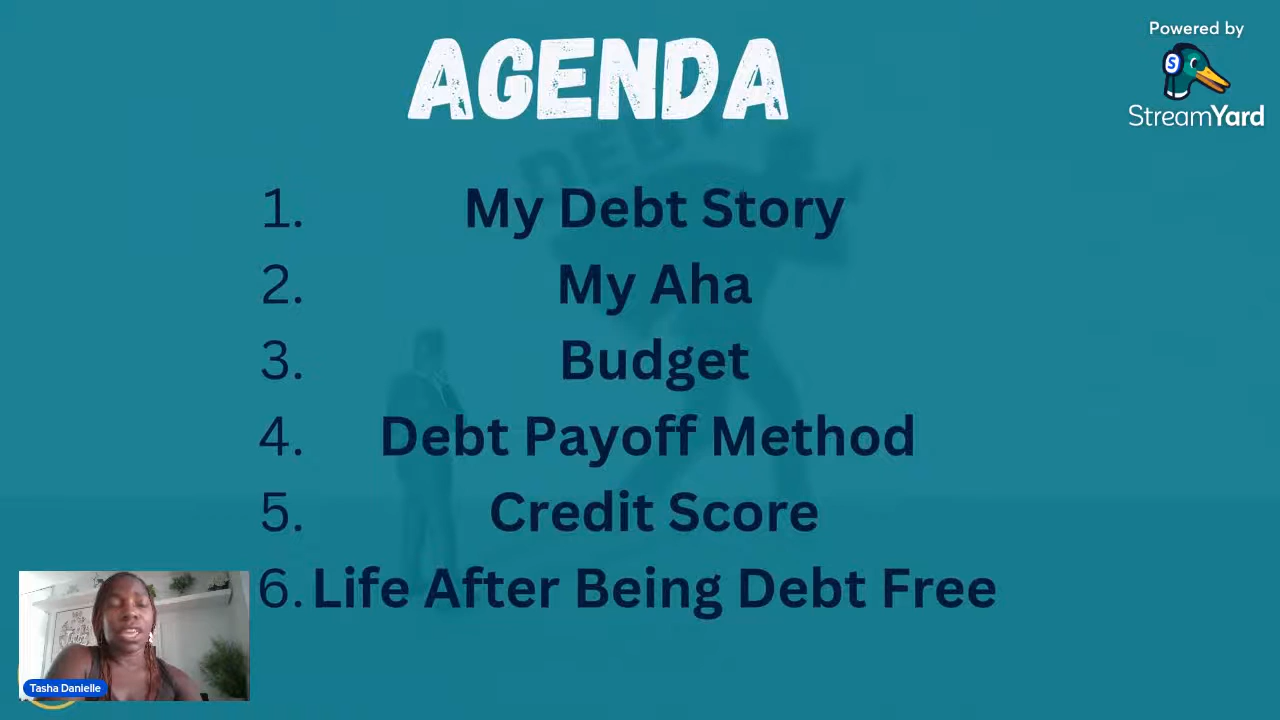 AGENDA
Powered by
StreamYard
1. My Debt Story
2. My Aha
3. Budget
4. Debt Payoff Method
5. Credit Score
6. Life After Being Debt Free
DEBT
Tasha Danielle